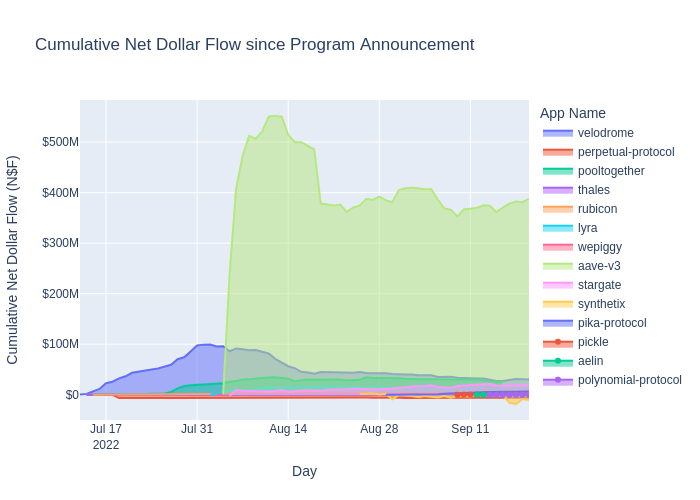 Cumulative Net Dollar Flow since Program Announcement
Cumulative Net Dollar Flow (N$F)
$500M
$400M
$300M
$200M
$100M
$0
Jul 17
2022
Jul 31
Aug 14
Aug 28
Sep 11
Day
App Name
velodrome
perpetual-protocol
pooltogether
thales
rubicon
lyra
wepiggy
aave-v3
stargate
synthetix
pika-protocol
pickle
aelin
polynomial-protocol